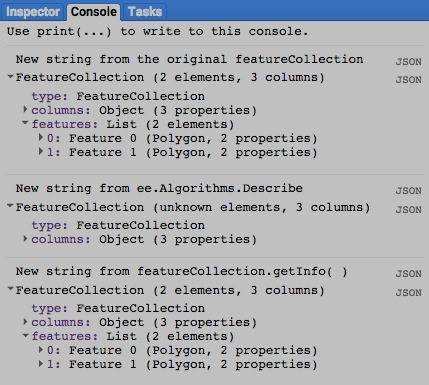 Inspector Console Tasks
Use print(...) to write to this console.
New string from the original featureCollection JSON
FeatureCollection (2 elements, 3 columns) JSON
type: FeatureCollection
columns: Object (3 properties)
features: List (2 elements)
0: Feature 0 (Polygon, 2 properties)
1: Feature 1 (Polygon, 2 properties)
New string from ee.Algorithms.Describe JSON
FeatureCollection (unknown elements, 3 columns) JSON
type: FeatureCollection
columns: Object (3 properties)
New string from featureCollection.getInfo( ) JSON
FeatureCollection (2 elements, 3 columns) JSON
type: FeatureCollection
columns: Object (3 properties)
features: List (2 elements)
0: Feature 0 (Polygon, 2 properties)
1: Feature 1 (Polygon, 2 properties)